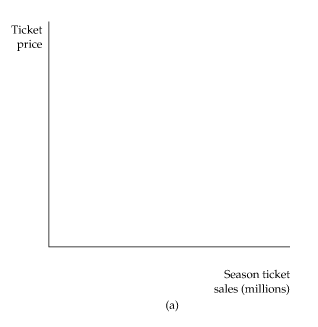 Ticket
price
Season ticket
sales (millions)
(a)